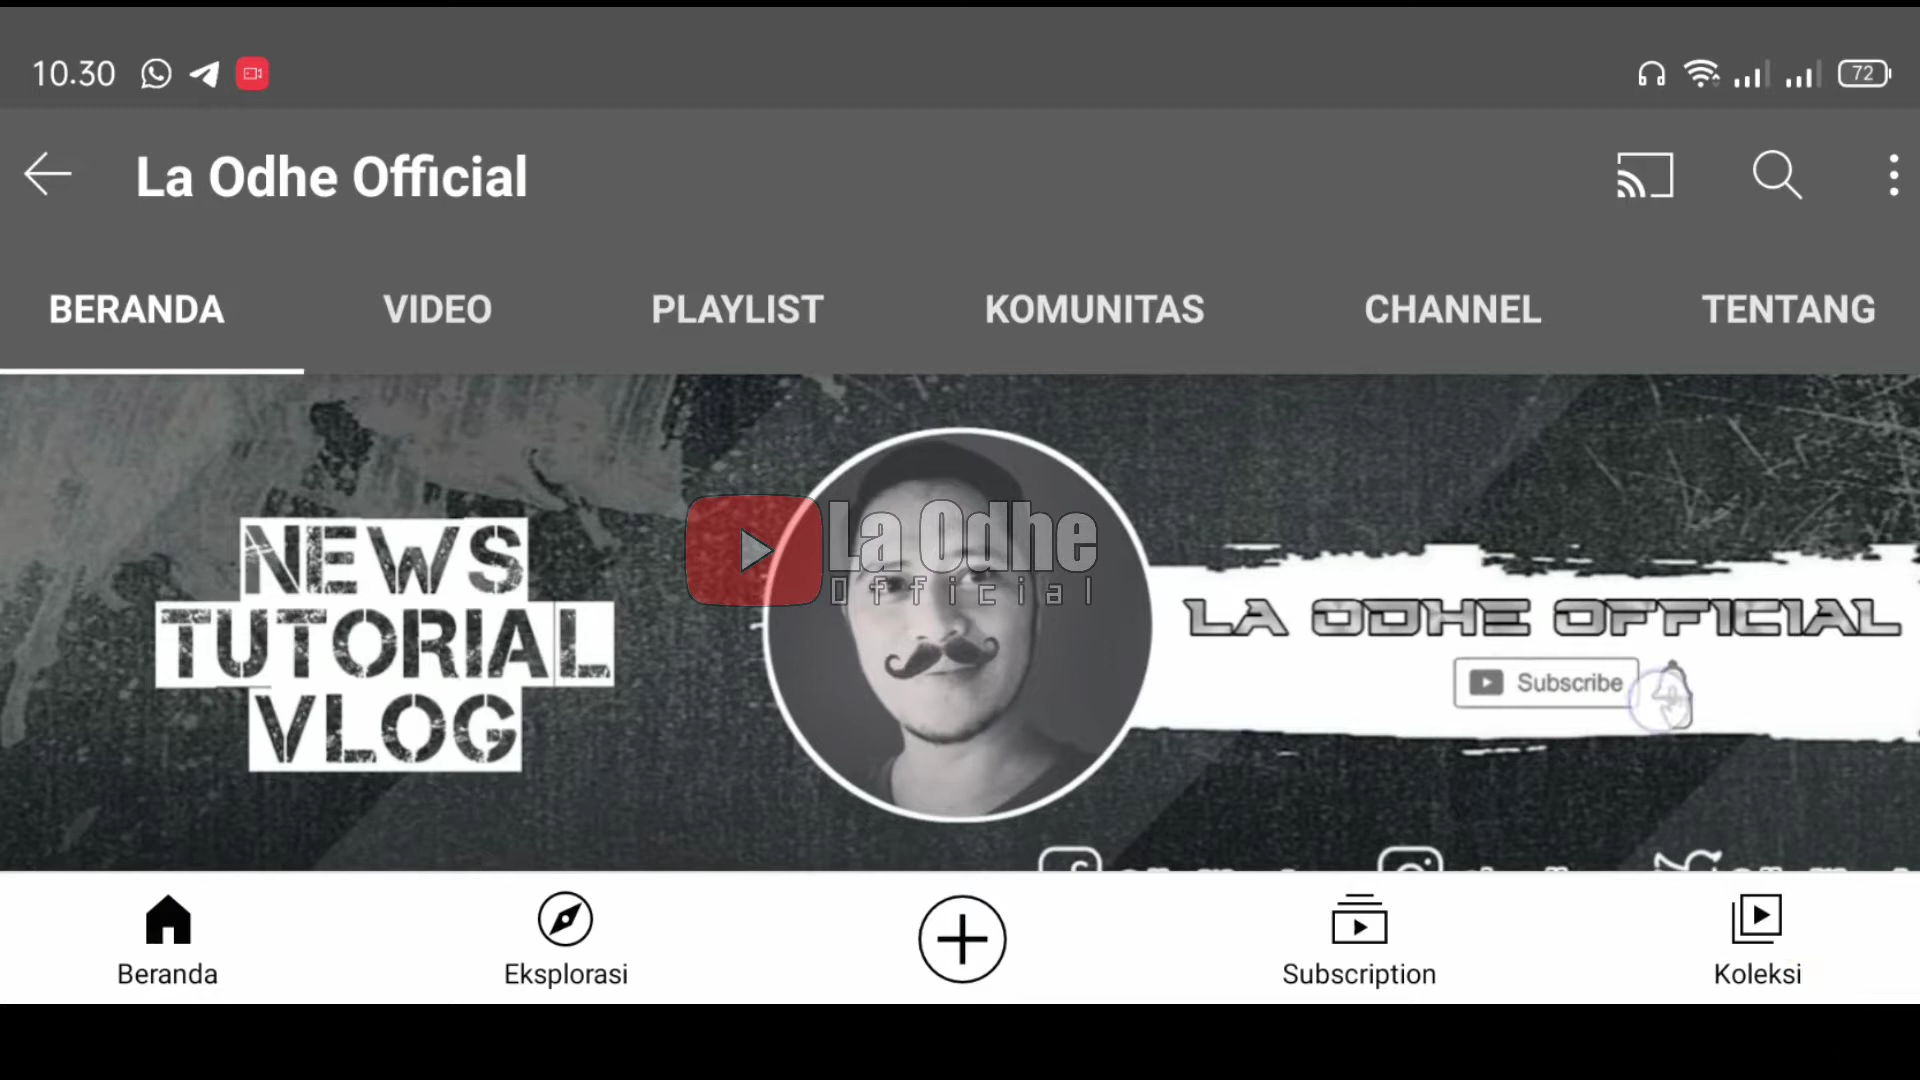 10.30
72
La Odhe Official
BERANDA VIDEO PLAYLIST KOMUNITAS CHANNEL TENTANG
NEWS
TUTORIAL
VLOG
La Odhe
Official
LA ODHE OFFICIAL
Subscribe
Beranda Eksplorasi Subscription Koleksi